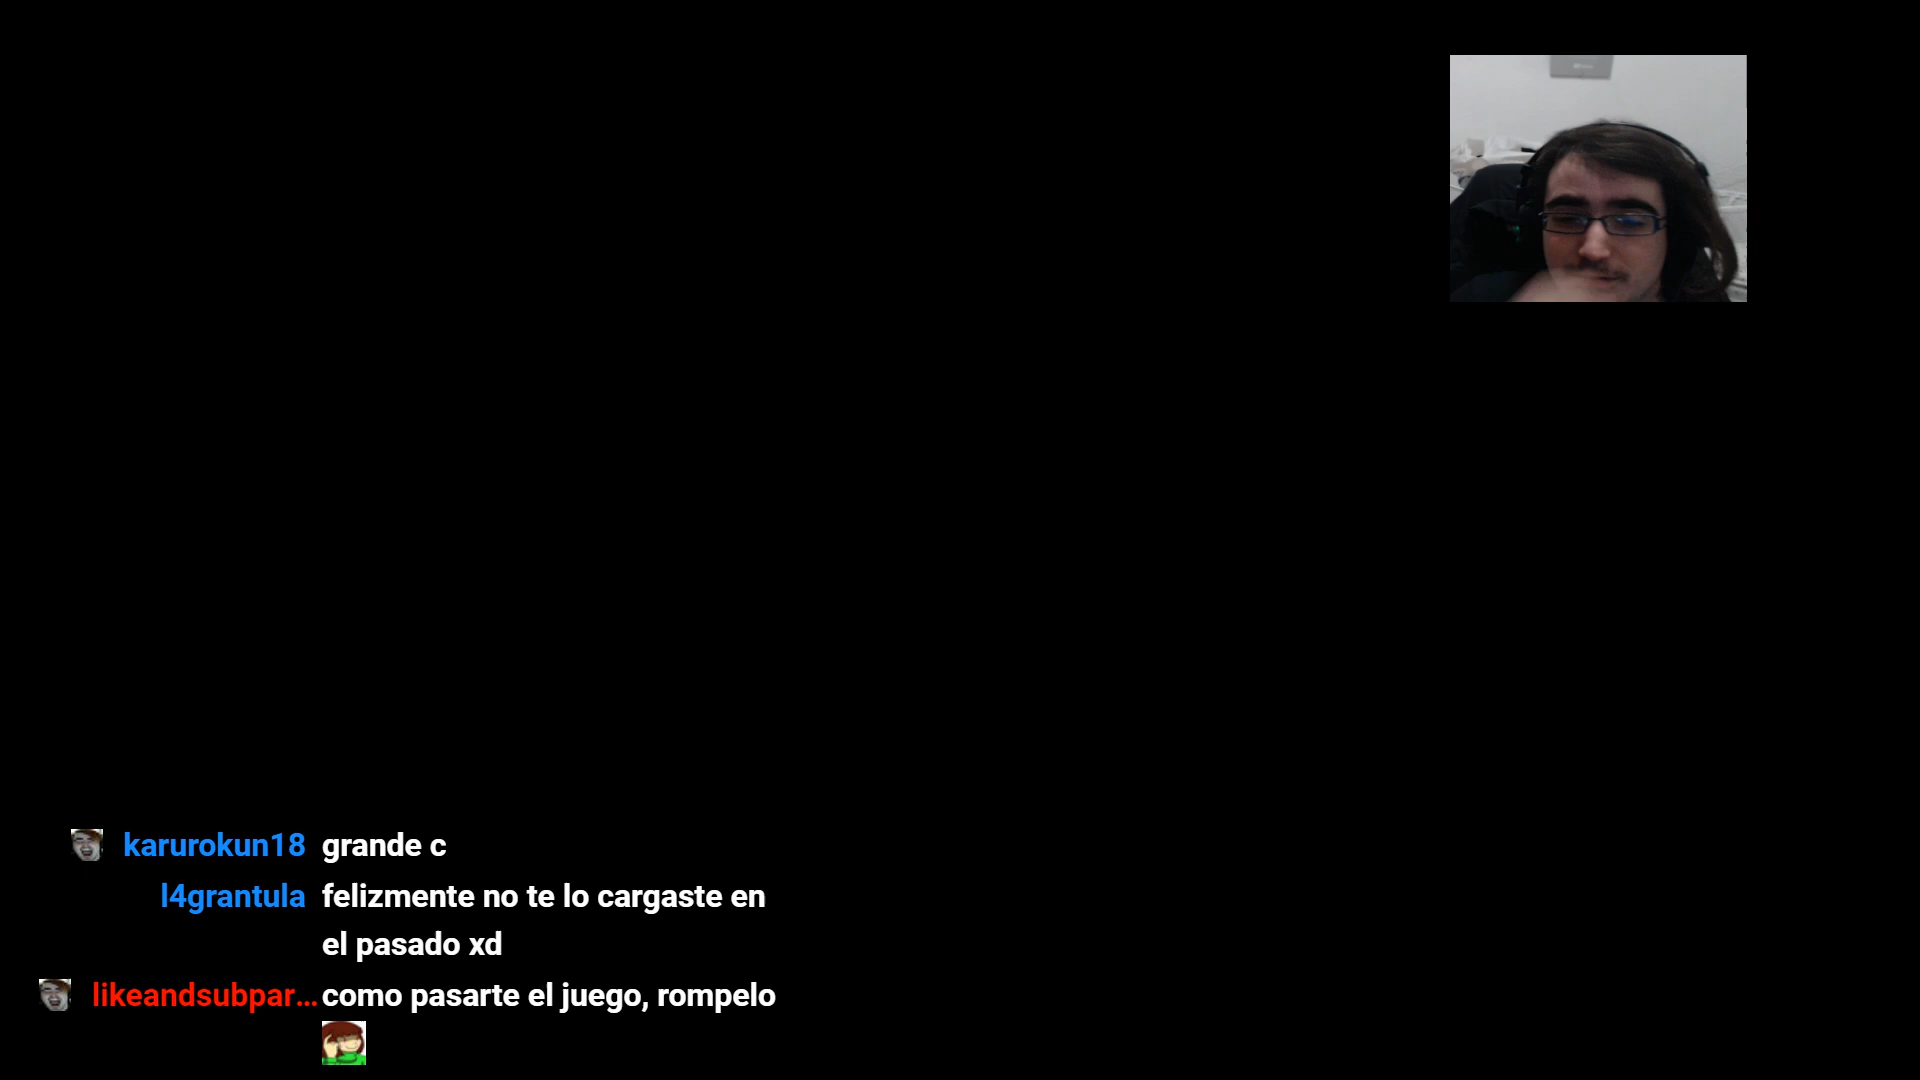 karurokun18 grande c
l4grantula felizmente no te lo cargaste en
el pasado xd
likeandsubpar... como pasarte el juego, rompelo